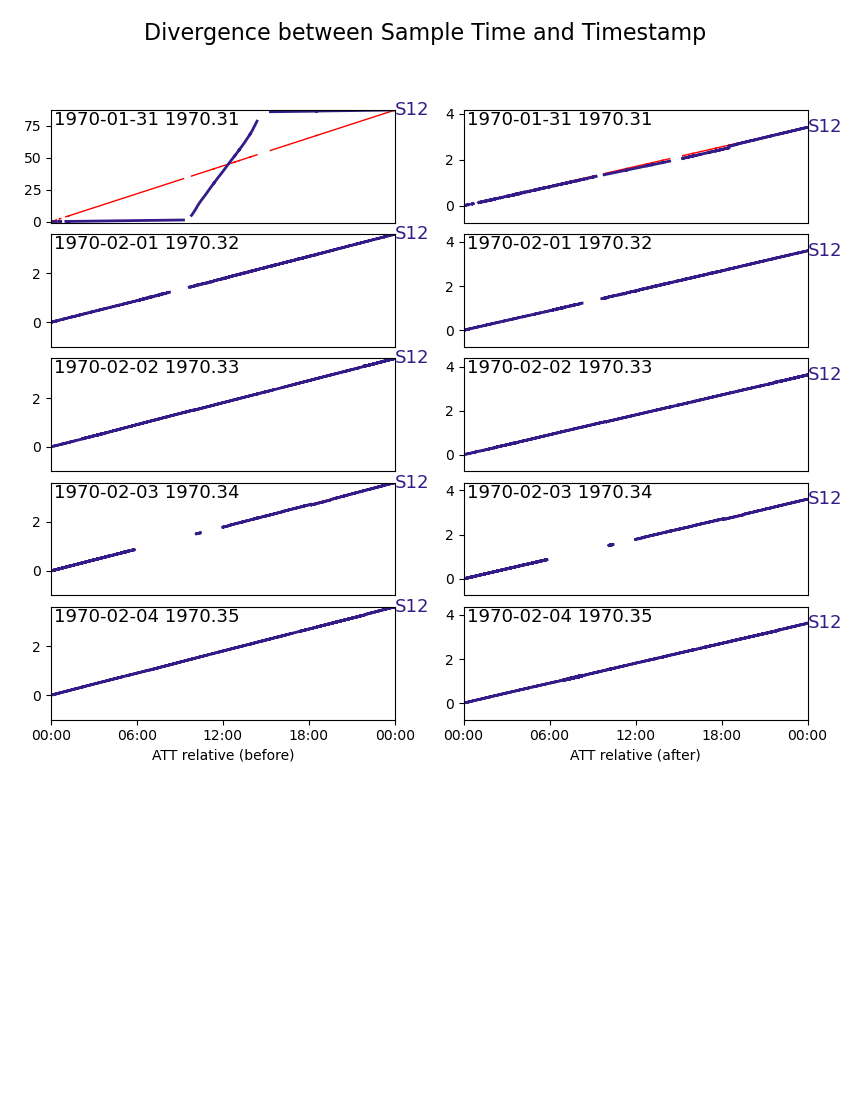 Divergence between Sample Time and Timestamp
1970-01-31 1970.31
S12
75
50
25
0
1970-01-31 1970.31
S12
4
2
0
1970-02-01 1970.32
S12
2
0
1970-02-01 1970.32
S12
4
2
0
1970-02-02 1970.33
S12
2
0
1970-02-02 1970.33
S12
4
2
0
1970-02-03 1970.34
S12
2
0
1970-02-03 1970.34
S12
4
2
0
1970-02-04 1970.35
S12
2
0
00:00 06:00 12:00 18:00 00:00
ATT relative (before)
1970-02-04 1970.35
S12
4
2
0
00:00 06:00 12:00 18:00 00:00
ATT relative (after)